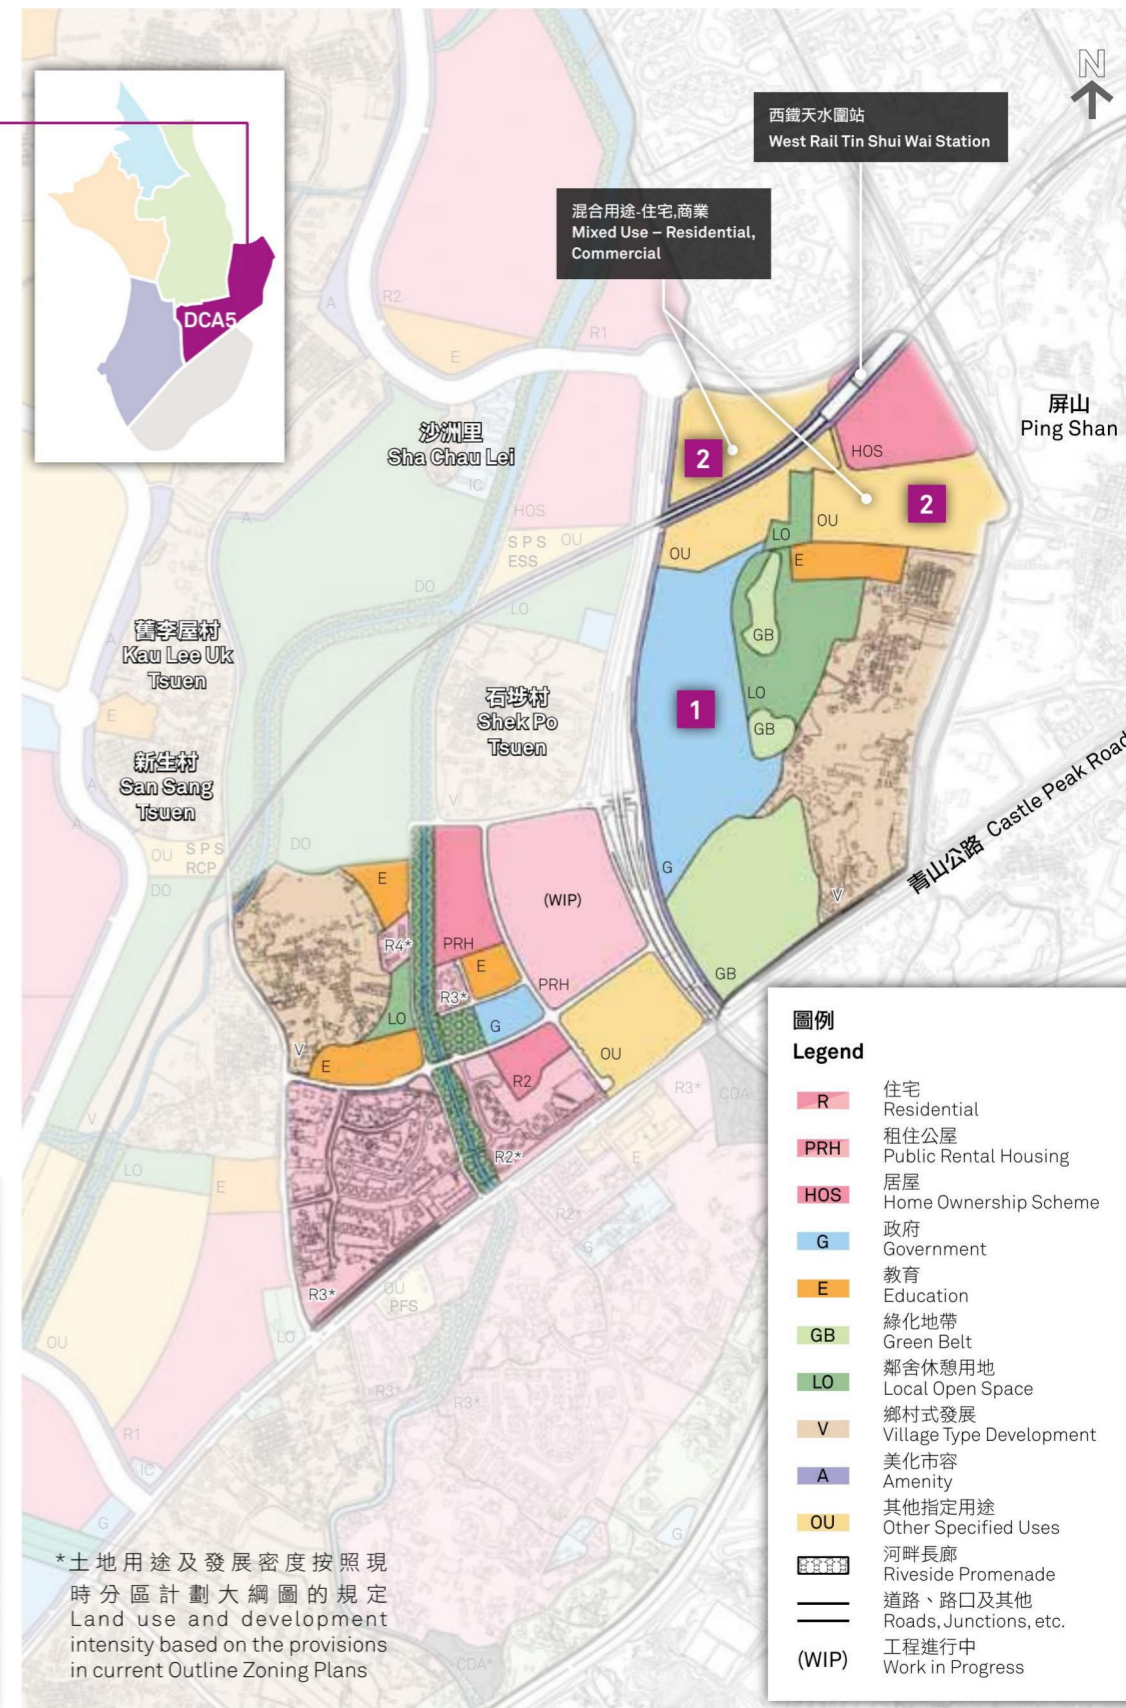 N
西鐵天水圍站
West Rail Tin Shui Wai Station
混合用途-住宅,商業
Mixed Use – Residential,
Commercial
DCA5
屏山
Ping Shan
A
R2
E
R1
沙洲里
Sha Chau Lei
IC
HOS
S P S
OU
ESS
DO
LO
A
2
HOS
2
OU
OU
LO
E
GB
LO
GB
1
舊李屋村
Kau Lee Uk
Tsuen
A
E
石埗村
Shek Po
Tsuen
新生村
San Sang
Tsuen
A
A
V
OU
S P S
RCP
DO
DO
青山公路 Castle Peak Road
G
V
GB
E
(WIP)
R4*
PRH
E
PRH
R3*
LO
G
V
E
OU
R2
R3*
CDA
V
LO
E
R2*
E
R2*
G
R3*
OU
PFS
OU
LO
R3*
R3*
R1
IC
G
G
CDA*
圖例
Legend
R
住宅
Residential
PRH
租住公屋
Public Rental Housing
HOS
居屋
Home Ownership Scheme
G
政府
Government
E
教育
Education
GB
綠化地帶
Green Belt
LO
鄰舍休憩用地
Local Open Space
V
鄉村式發展
Village Type Development
A
美化市容
Amenity
OU
其他指定用途
Other Specified Uses
河畔長廊
Riveside Promenade
道路、路口及其他
Roads, Junctions, etc.
(WIP)
工程進行中
Work in Progress
*土地用途及發展密度按照現
時分區計劃大綱圖的規定
Land use and development
intensity based on the provisions
in current Outline Zoning Plans